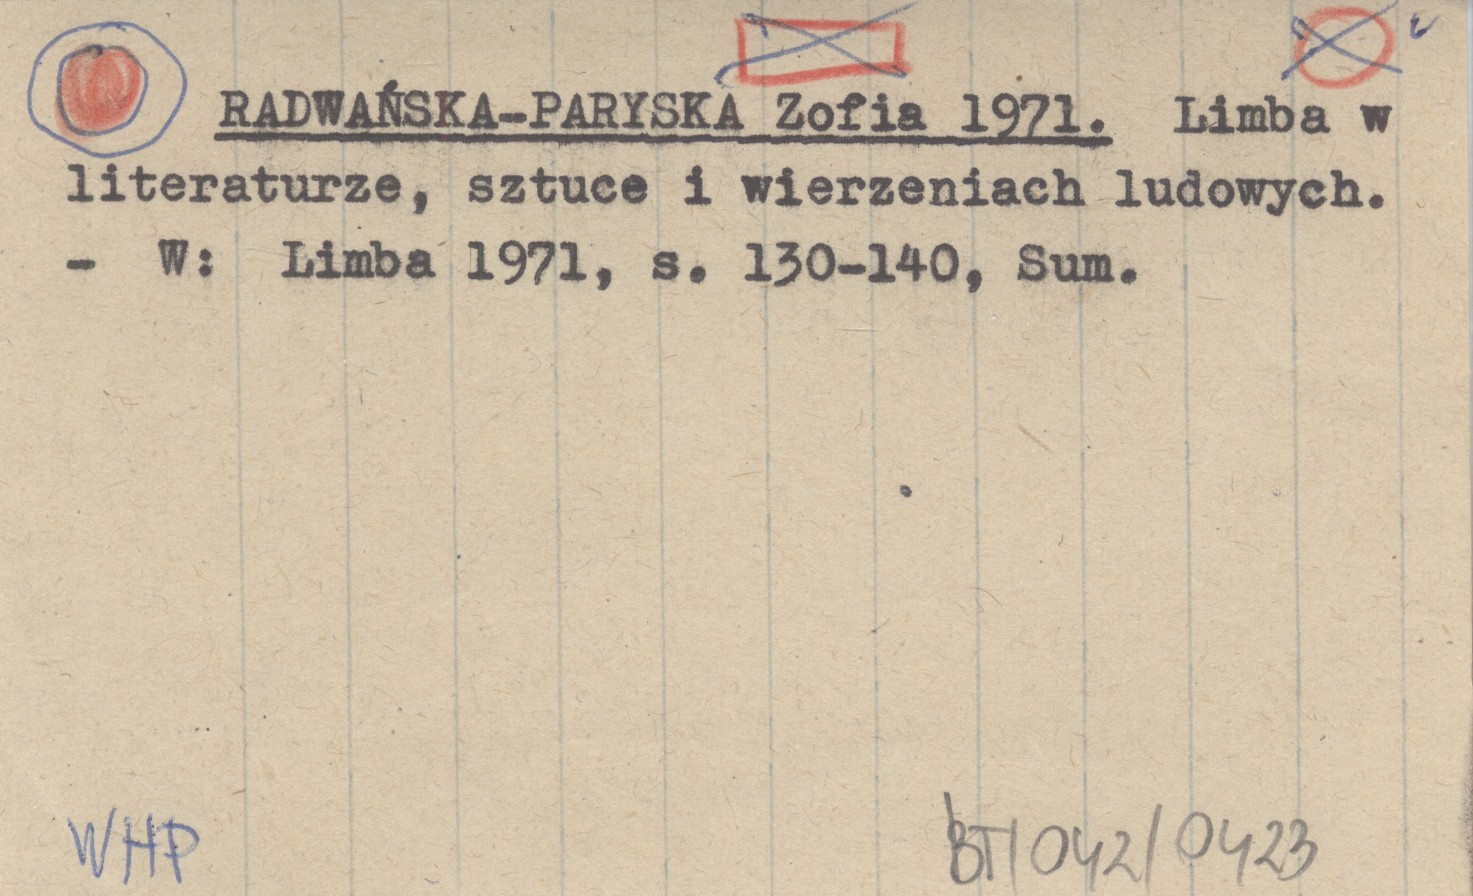 RADWAŃSKA-PARYSKA Zofia 1971. Limba w
literaturze, sztuce i wierzeniach ludowych.
- W: Limba 1971, s. 130-140, Sum.
WHP
BT/042/0423